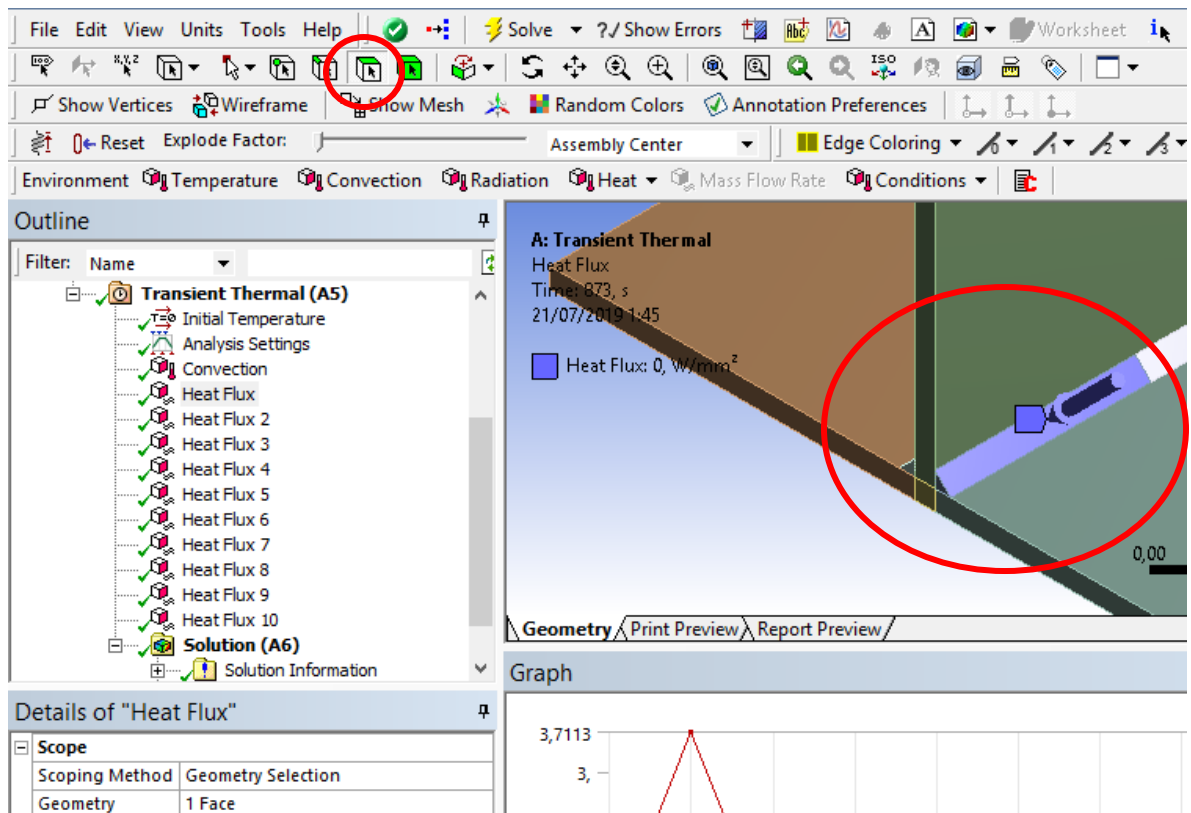 File Edit View Units Tools Help Solve ?✓ Show Errors Worksheet
ISO
Show Vertices Wireframe Show Mesh Random Colors Annotation Preferences
Reset Explode Factor: Assembly Center Edge Coloring
Environment Temperature Convection Radiation Heat Mass Flow Rate Conditions
Outline
Filter: Name
Transient Thermal (A5)
Initial Temperature
Analysis Settings
Convection
Heat Flux
Heat Flux 2
Heat Flux 3
Heat Flux 4
Heat Flux 5
Heat Flux 6
Heat Flux 7
Heat Flux 8
Heat Flux 9
Heat Flux 10
Solution (A6)
Solution Information
Details of "Heat Flux"
Scope
Scoping Method Geometry Selection
Geometry 1 Face
A: Transient Thermal
Heat Flux
Time: 873, s
21/07/2019 1:45
Heat Flux: 0, W/mm²
0,00
Geometry Print Preview Report Preview
Graph
3,7113
3,